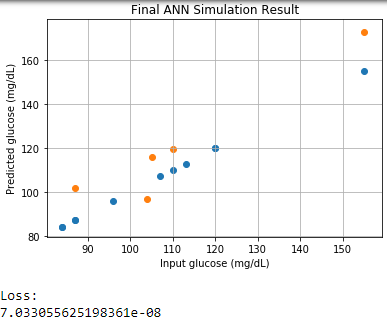 Final ANN Simulation Result
Predicted glucose (mg/dL)
160
140
120
100
80
90
100
110
120
130
140
150
Input glucose (mg/dL)
Loss:
7.033055625198361e-08